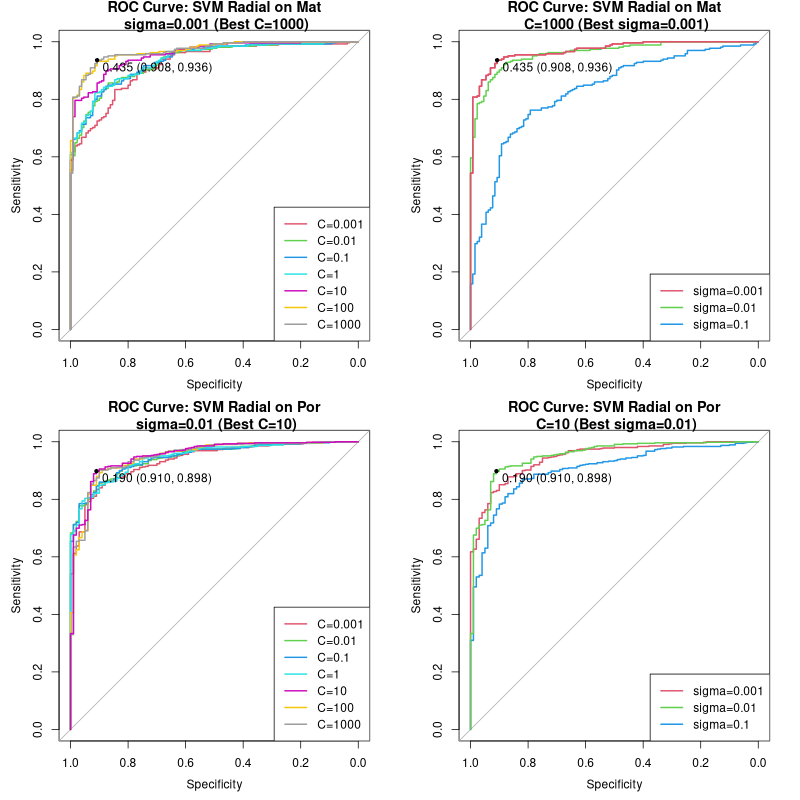 ROC Curve: SVM Radial on Mat
sigma=0.001 (Best C=1000)
1.0
0.8
0.6
0.4
0.2
0.0
Sensitivity
0.435 (0.908, 0.936)
C=0.001
C=0.01
C=0.1
C=1
C=10
C=100
C=1000
1.0
0.8
0.6
0.4
0.2
0.0
Specificity
ROC Curve: SVM Radial on Mat
C=1000 (Best sigma=0.001)
1.0
0.8
0.6
0.4
0.2
0.0
Sensitivity
0.435 (0.908, 0.936)
sigma=0.001
sigma=0.01
sigma=0.1
1.0
0.8
0.6
0.4
0.2
0.0
Specificity
ROC Curve: SVM Radial on Por
sigma=0.01 (Best C=10)
1.0
0.8
0.6
0.4
0.2
0.0
Sensitivity
0.190 (0.910, 0.898)
C=0.001
C=0.01
C=0.1
C=1
C=10
C=100
C=1000
1.0
0.8
0.6
0.4
0.2
0.0
Specificity
ROC Curve: SVM Radial on Por
C=10 (Best sigma=0.01)
1.0
0.8
0.6
0.4
0.2
0.0
Sensitivity
0.190 (0.910, 0.898)
sigma=0.001
sigma=0.01
sigma=0.1
1.0
0.8
0.6
0.4
0.2
0.0
Specificity